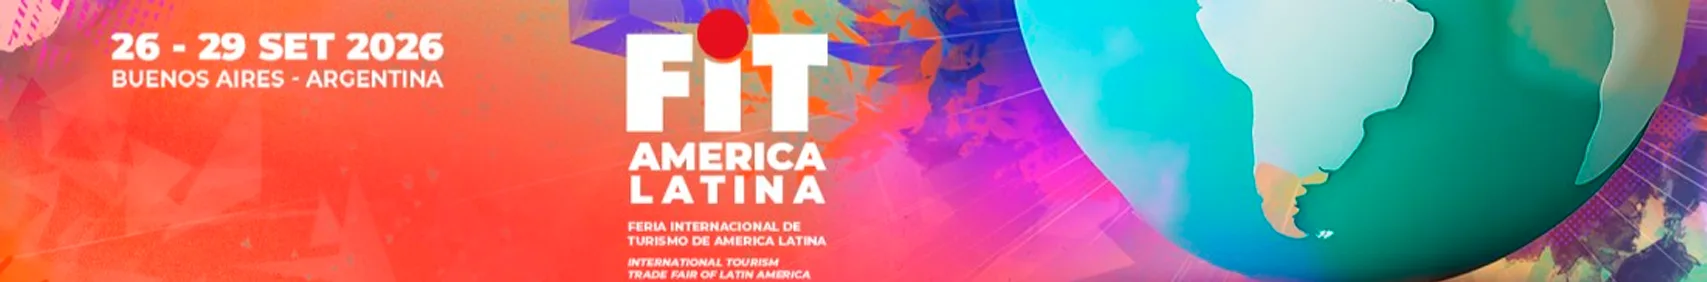 26 - 29 SET 2026
BUENOS AIRES - ARGENTINA
FiT
AMERICA
LATINA
FERIA INTERNACIONAL DE
TURISMO DE AMERICA LATINA
INTERNATIONAL TOURISM
TRADE FAIR OF LATIN AMERICA